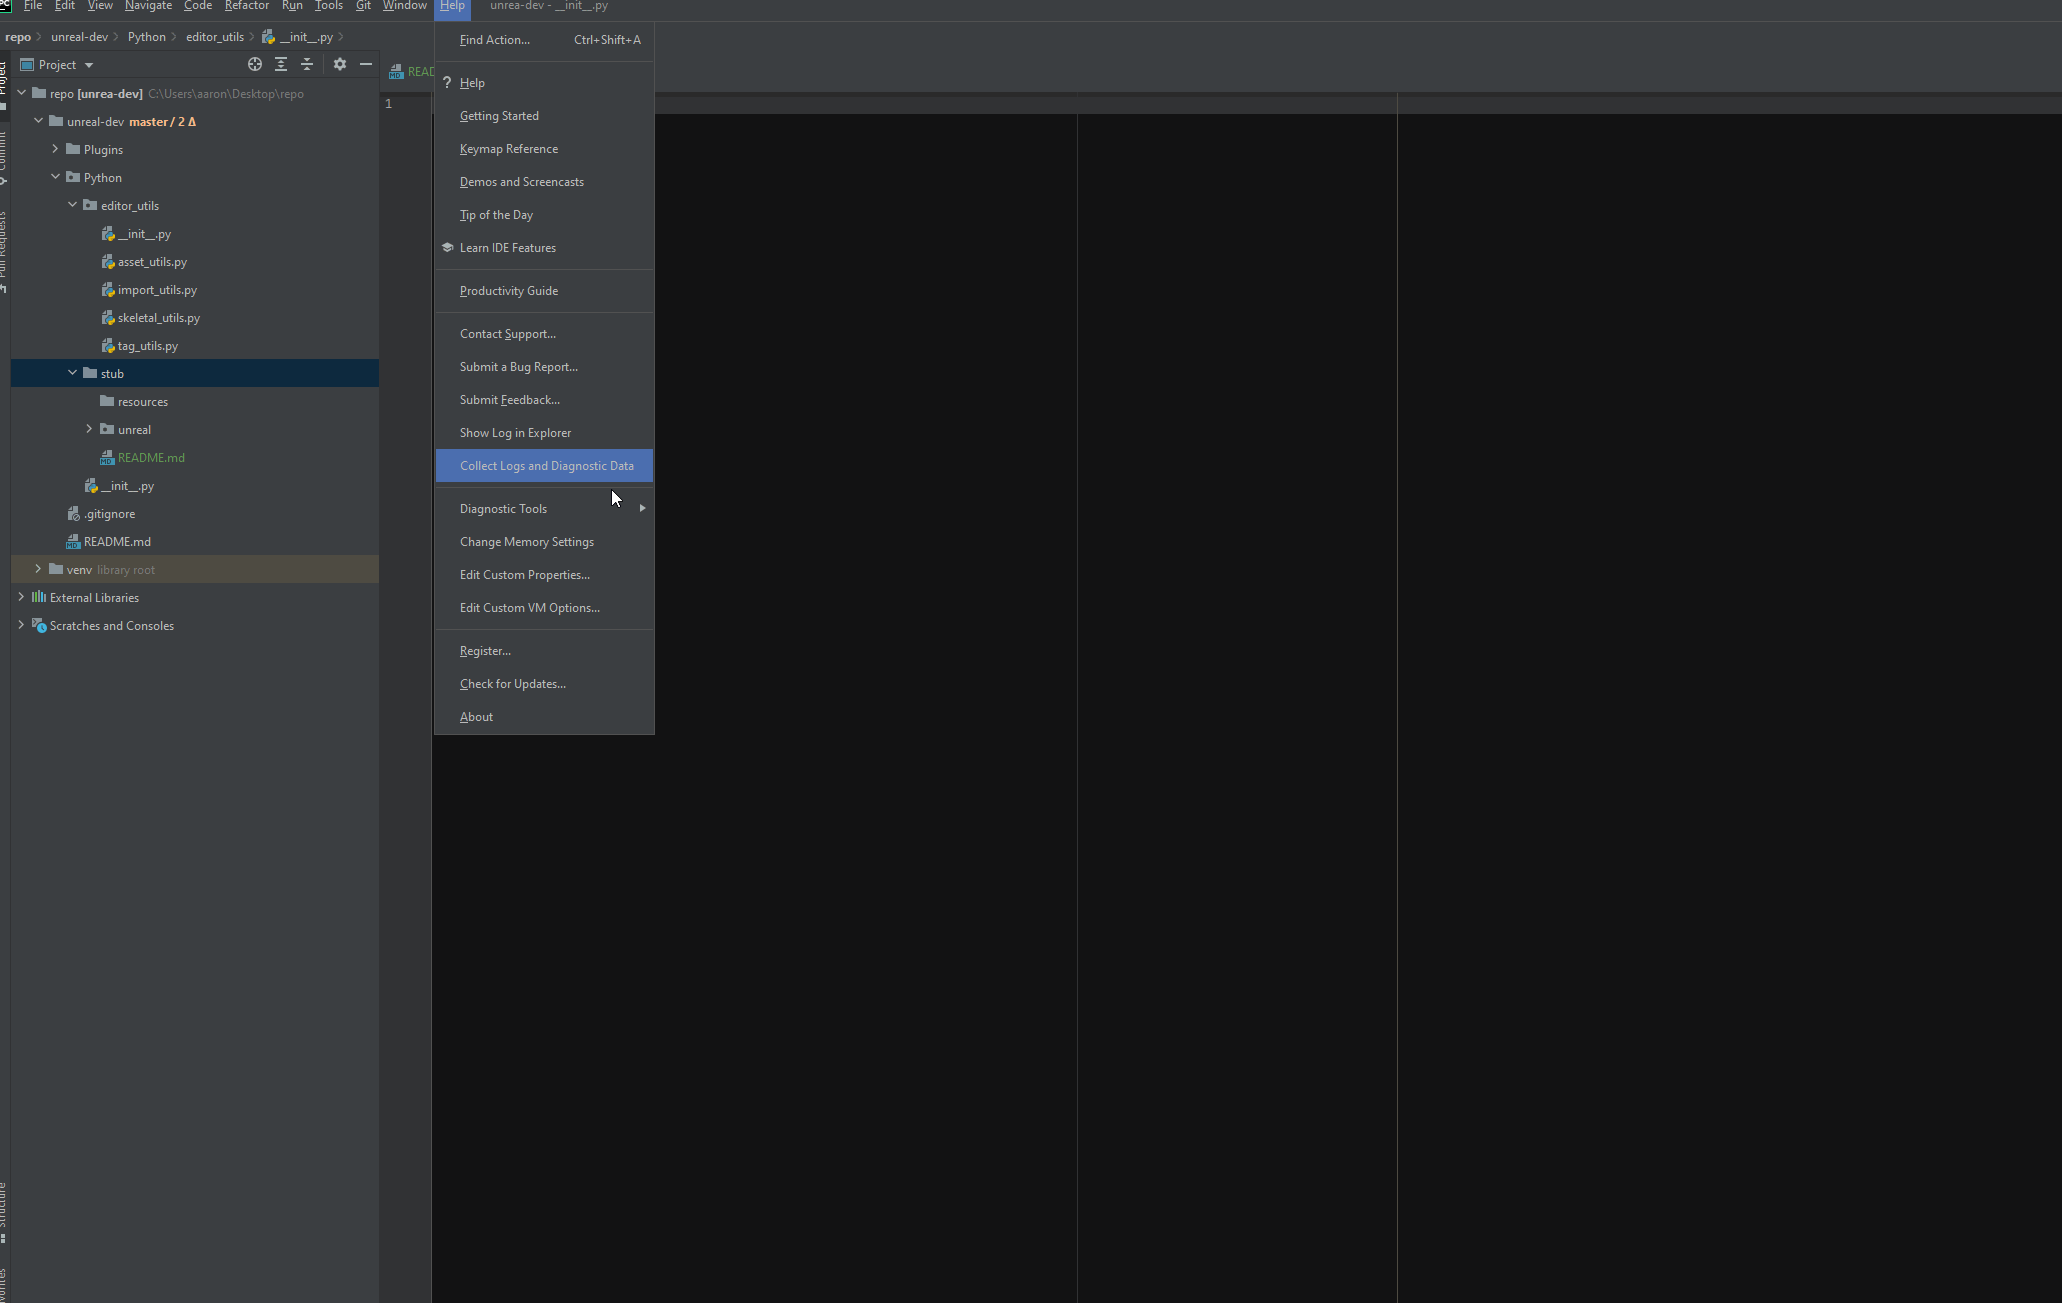 PC File Edit View Navigate Code Refactor Run Tools Git Window Help unrea-dev - __init__.py
repo unreal-dev Python editor_utils __init__.py
Project
Project
Commit
Pull Requests
Structure
repo [unrea-dev] C:\Users\aaron\Desktop\repo
unreal-dev master / 2 Δ
Plugins
Python
editor_utils
__init__.py
asset_utils.py
import_utils.py
skeletal_utils.py
tag_utils.py
stub
resources
unreal
MD README.md
__init__.py
.gitignore
MD README.md
venv library root
External Libraries
Scratches and Consoles
MD READ
1
Find Action... Ctrl+Shift+A
? Help
Getting Started
Keymap Reference
Demos and Screencasts
Tip of the Day
Learn IDE Features
Productivity Guide
Contact Support...
Submit a Bug Report...
Submit Feedback...
Show Log in Explorer
Collect Logs and Diagnostic Data
Diagnostic Tools
Change Memory Settings
Edit Custom Properties...
Edit Custom VM Options...
Register...
Check for Updates...
About